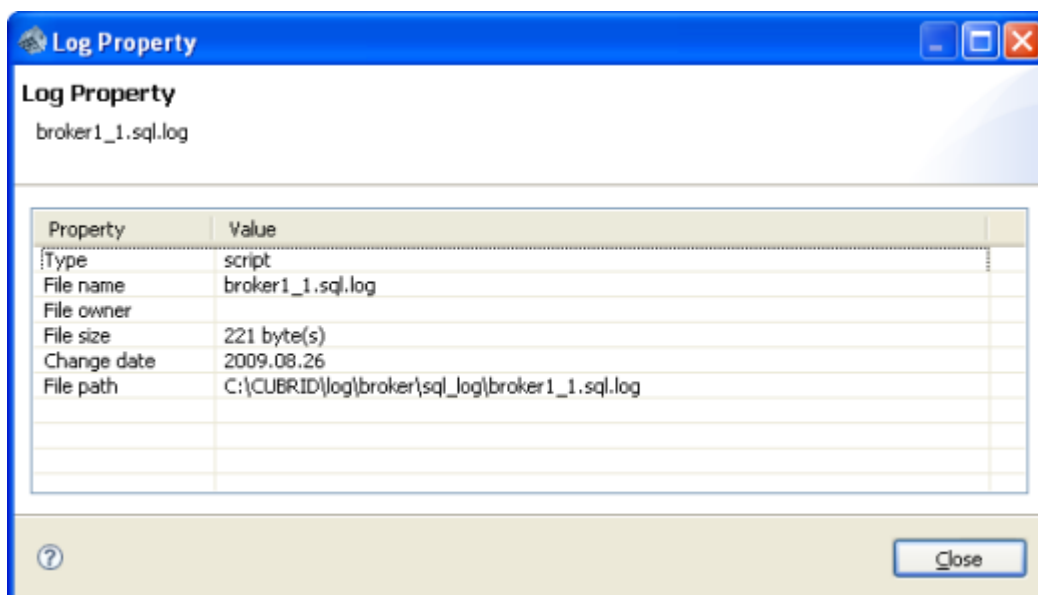 Log Property
Log Property
broker1_1.sql.log
Property Value
Type script
File name broker1_1.sql.log
File owner
File size 221 byte(s)
Change date 2009.08.26
File path C:\CUBRID\log\broker\sql_log\broker1_1.sql.log
? Close